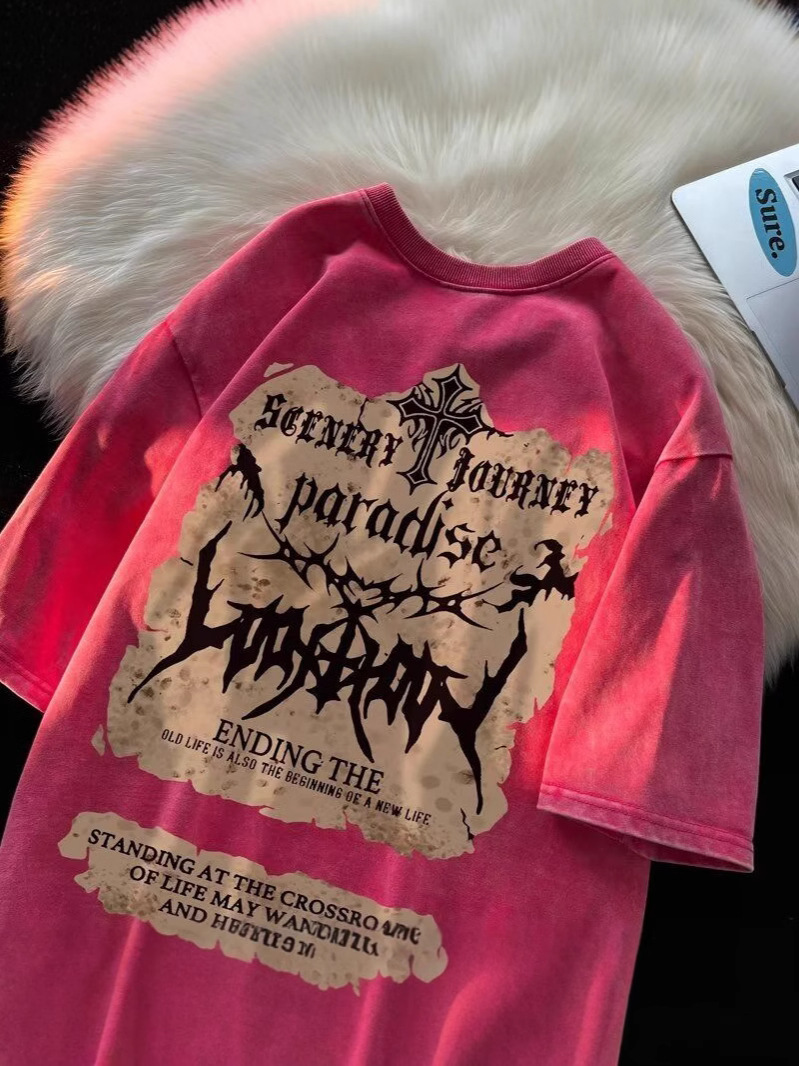 Sure.
SCENERY JOURNEY
paradise
ENDING THE
OLD LIFE IS ALSO THE BEGINNING OF A NEW LIFE
STANDING AT THE CROSSRO
OF LIFE MAY
AND